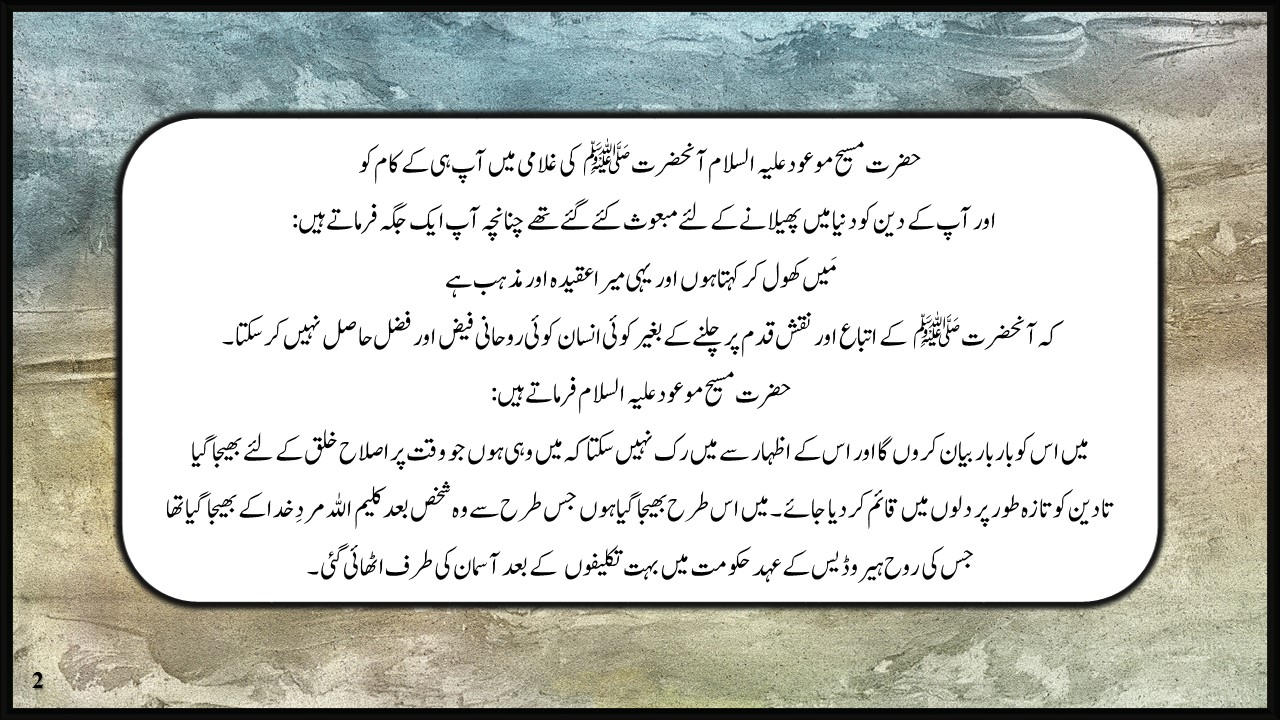 حضرت مسیح موعود علیہ السلام آنحضرت ﷺ کی غلامی میں آپ ہی کے کام کو
اور آپ کے دین کو دنیا میں پھیلانے کے لئے مبعوث کئے گئے تھے چنانچہ آپ ایک جگہ فرماتے ہیں:
مَیں کھول کر کہتا ہوں اور یہی میرا عقیدہ اور مذہب ہے
کہ آنحضرت ﷺ کے اتباع اور نقش قدم پر چلنے کے بغیر کوئی انسان کوئی روحانی فیض اور فضل حاصل نہیں کر سکتا۔
حضرت مسیح موعود علیہ السلام فرماتے ہیں:
میں اس کو بار بار بیان کروں گا اور اس کے اظہار سے میں رک نہیں سکتا کہ میں وہی ہوں جو وقت پر اصلاح خلق کے لئے بھیجا گیا
تا دین کو تازہ طور پر دلوں میں قائم کر دیا جائے۔ میں اس طرح بھیجا گیا ہوں جس طرح سے وہ شخص بعد کلیم اللہ مردِ خدا کے بھیجا گیا تھا
جس کی روح ہیروڈیس کے عہد حکومت میں بہت تکلیفوں کے بعد آسمان کی طرف اٹھائی گئی۔
2